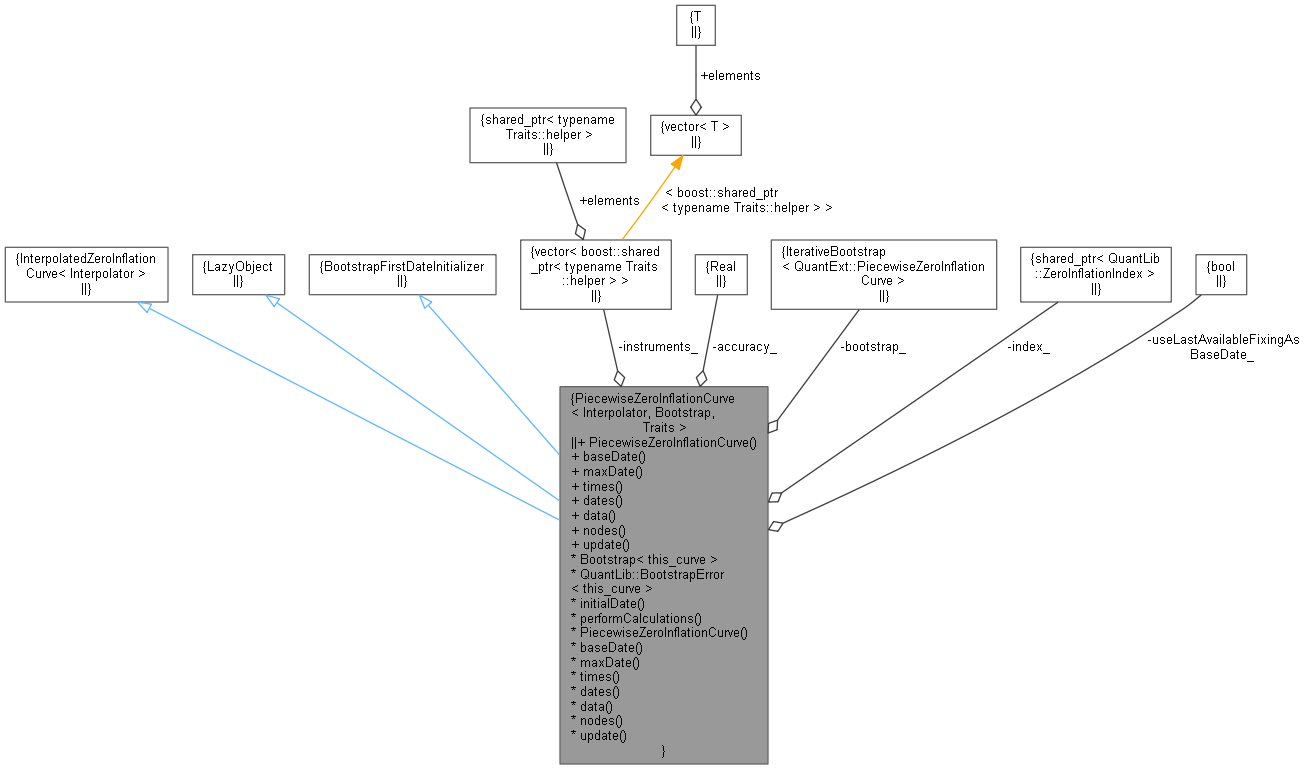 {T
||}
+elements
{shared_ptr< typename
Traits::helper >
||}
{vector< T >
||}
+elements
< boost::shared_ptr
< typename Traits::helper > >
{InterpolatedZeroInflation
Curve< Interpolator >
||}
{LazyObject
||}
{BootstrapFirstDateInitializer
||}
{vector< boost::shared
_ptr< typename Traits
::helper > >
||}
{Real
||}
{IterativeBootstrap
< QuantExt::PiecewiseZeroInflation
Curve >
||}
{shared_ptr< QuantLib
::ZeroInflationIndex >
||}
{bool
||}
-instruments_
-accuracy_
-bootstrap_
-index_
-useLastAvailableFixingAs
BaseDate_
{PiecewiseZeroInflationCurve
< Interpolator, Bootstrap,
Traits >
||+ PiecewiseZeroInflationCurve()
+ baseDate()
+ maxDate()
+ times()
+ dates()
+ data()
+ nodes()
+ update()
* Bootstrap< this_curve >
* QuantLib::BootstrapError
< this_curve >
* initialDate()
* performCalculations()
* PiecewiseZeroInflationCurve()
* baseDate()
* maxDate()
* times()
* dates()
* data()
* nodes()
* update()
}